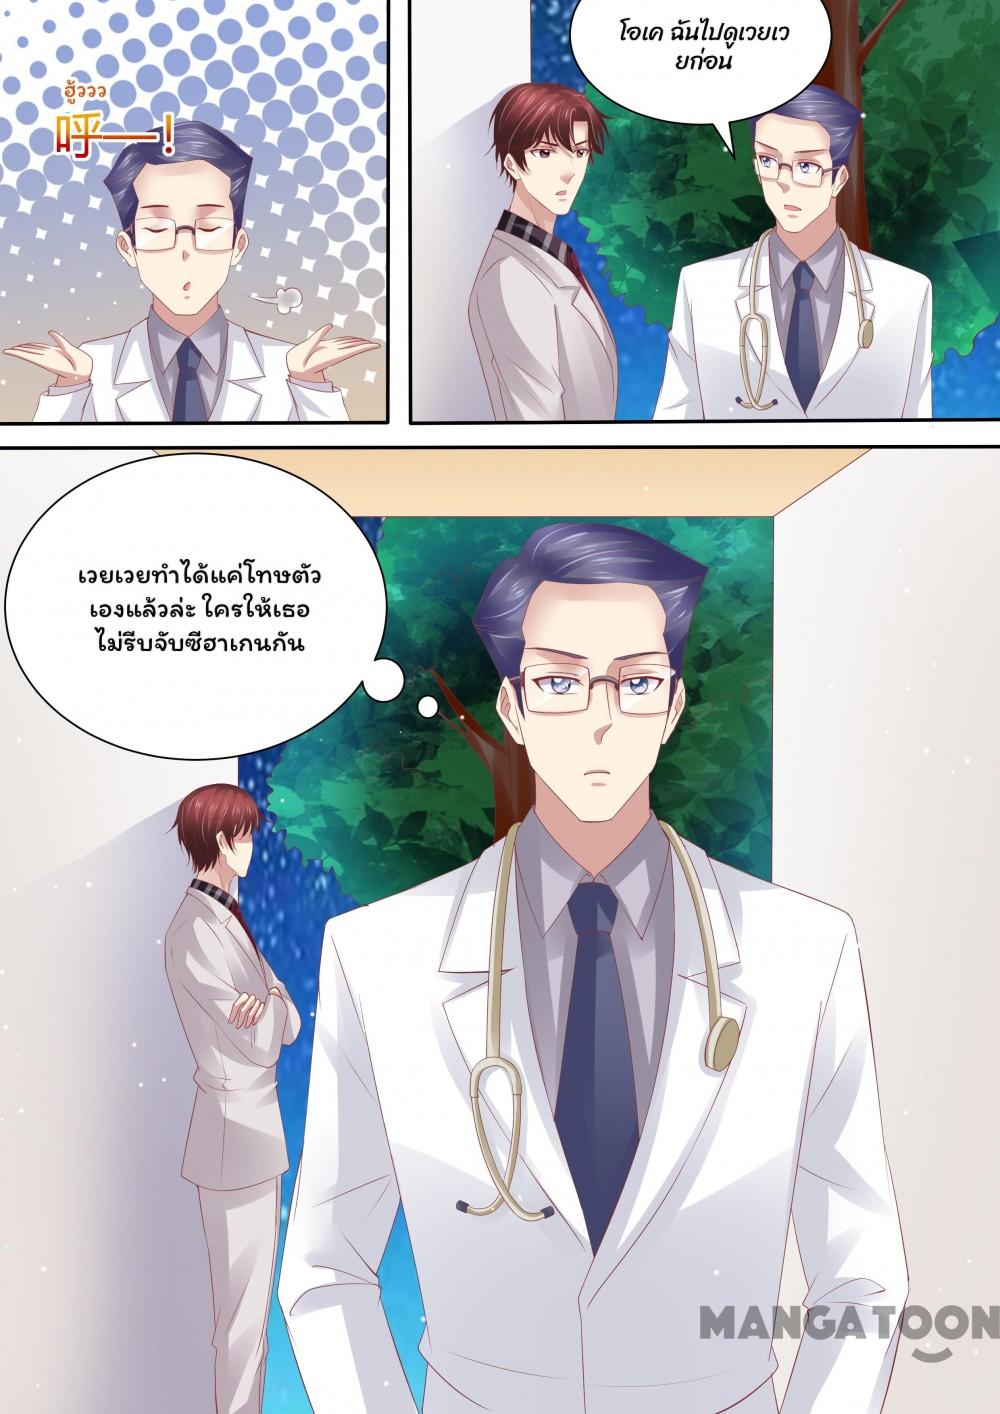 ฮู้ววว
呼一!
โอเค ฉันไปดูเวยเว
ยก่อน
เวยเวยทำได้แค่โทษตัว
เองแล้วล่ะ ใครให้เธอ
ไม่รีบจับซีฮาเกนกัน
MANGATOON